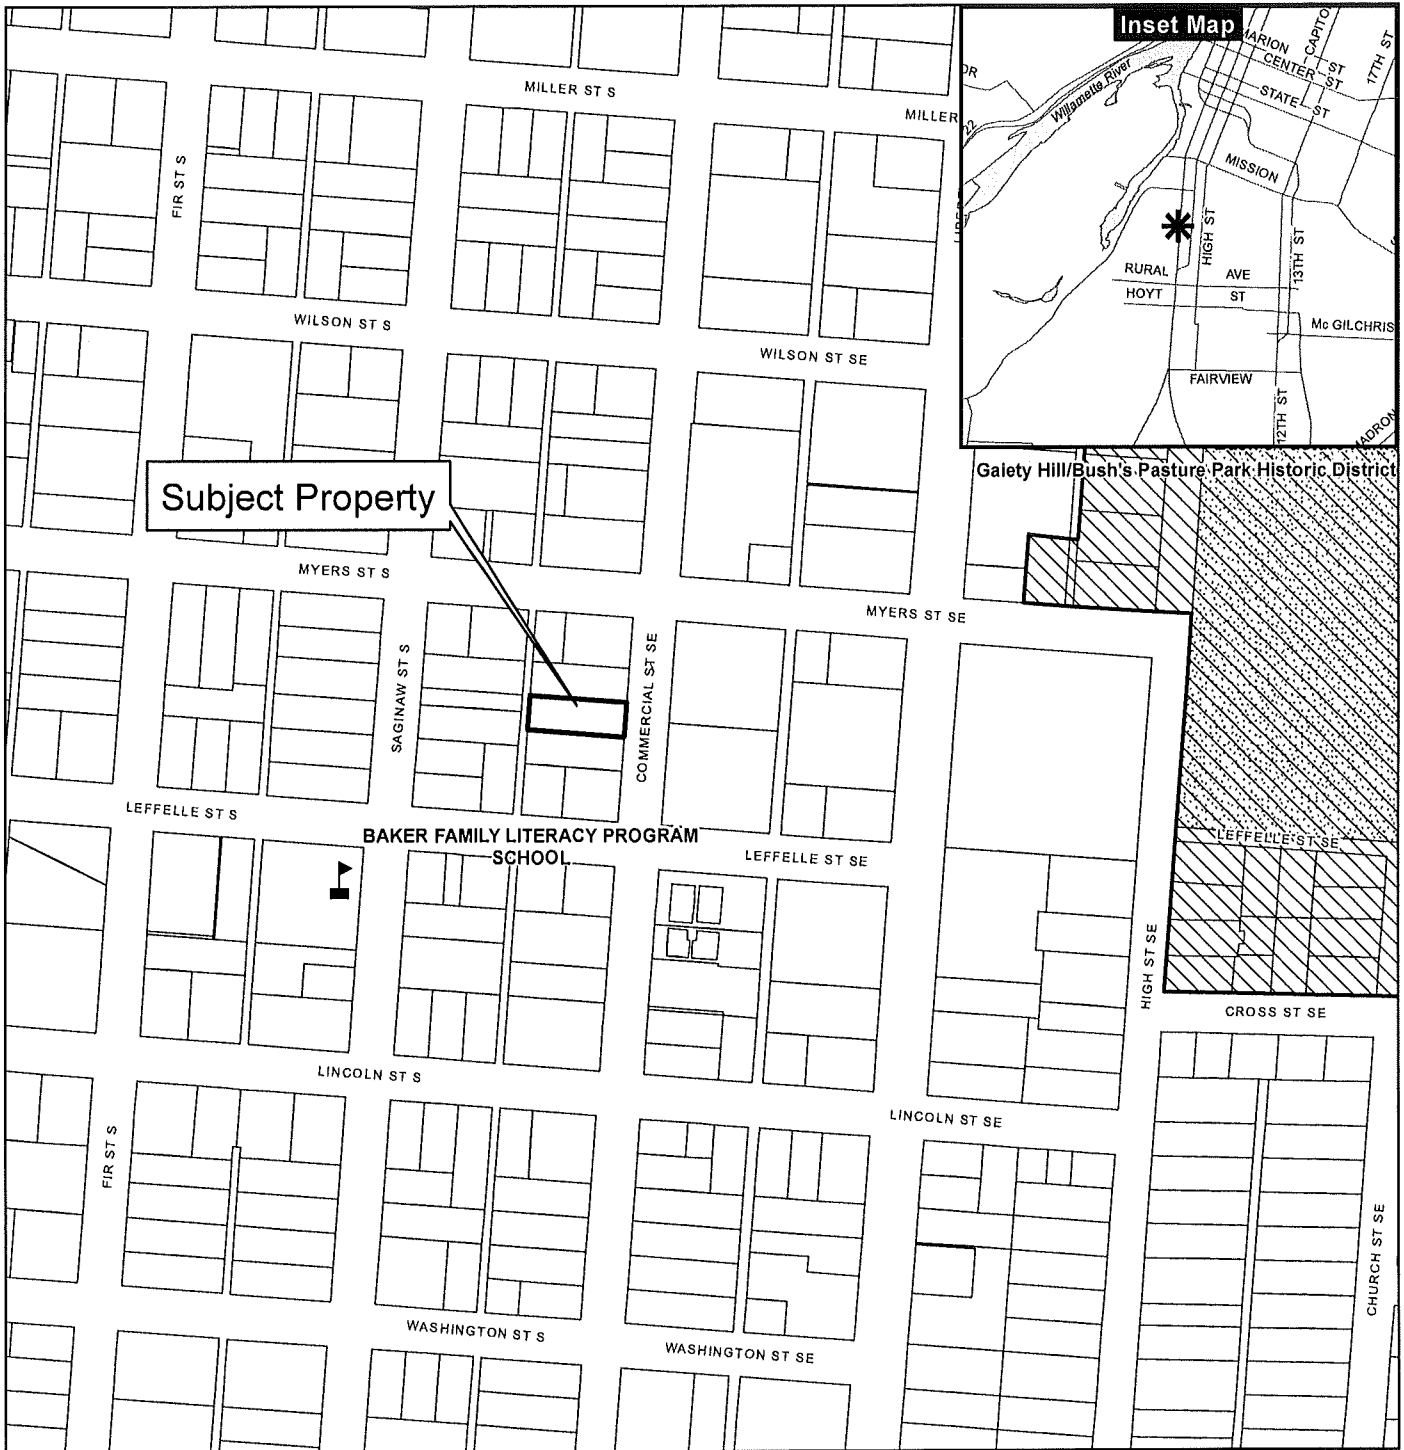 Inset Map
MARION
ST
CENTER ST
STATE ST
CAPITO
17TH ST
Willamette River
22
MISSION
HIGH ST
13TH ST
RURAL AVE
HOYT ST
Mc GILCHRIS
FAIRVIEW
12TH ST
MADRON
MILLER ST S
MILLER
FIR ST S
WILSON ST S
WILSON ST SE
Gaiety Hill/Bush's Pasture Park Historic District
Subject Property
MYERS ST S
MYERS ST SE
SAGINAW ST S
COMMERCIAL ST SE
LEFFELLE ST S
BAKER FAMILY LITERACY PROGRAM
SCHOOL
LEFFELLE ST SE
LEFFELLE ST SE
HIGH ST SE
CROSS ST SE
LINCOLN ST S
LINCOLN ST SE
FIR ST S
CHURCH ST SE
WASHINGTON ST S
WASHINGTON ST SE